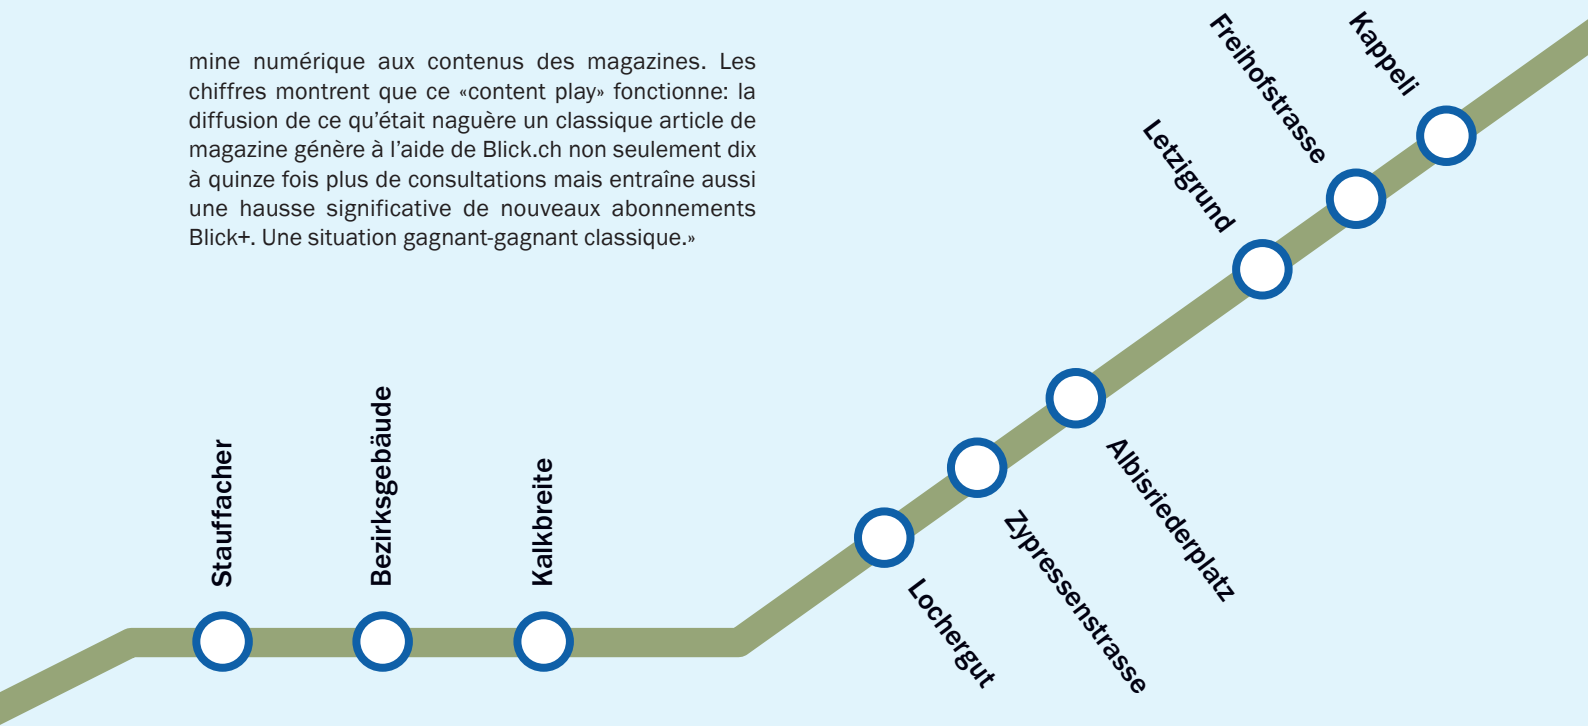 mine numérique aux contenus des magazines. Les
chiffres montrent que ce «content play» fonctionne: la
diffusion de ce qu'était naguère un classique article de
magazine génère à l'aide de Blick.ch non seulement dix
à quinze fois plus de consultations mais entraîne aussi
une hausse significative de nouveaux abonnements
Blick+. Une situation gagnant-gagnant classique.»
Stauffacher
Bezirksgebäude
Kalkbreite
Lochergut
Zypressenstrasse
Albisriederplatz
Letzigrund
Freihofstrasse
Kappeli